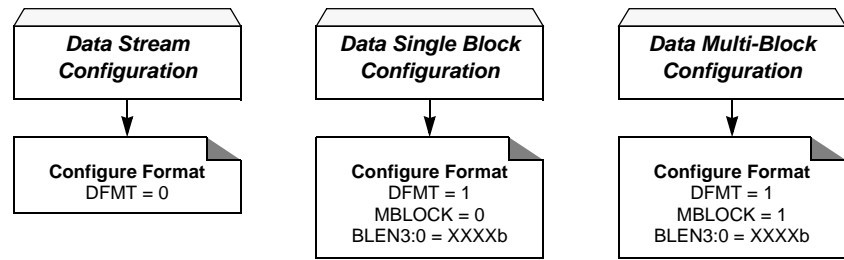 Data Stream
Configuration
Configure Format
DFMT = 0
Data Single Block
Configuration
Configure Format
DFMT = 1
MBLOCK = 0
BLEN3:0 = XXXXb
Data Multi-Block
Configuration
Configure Format
DFMT = 1
MBLOCK = 1
BLEN3:0 = XXXXb